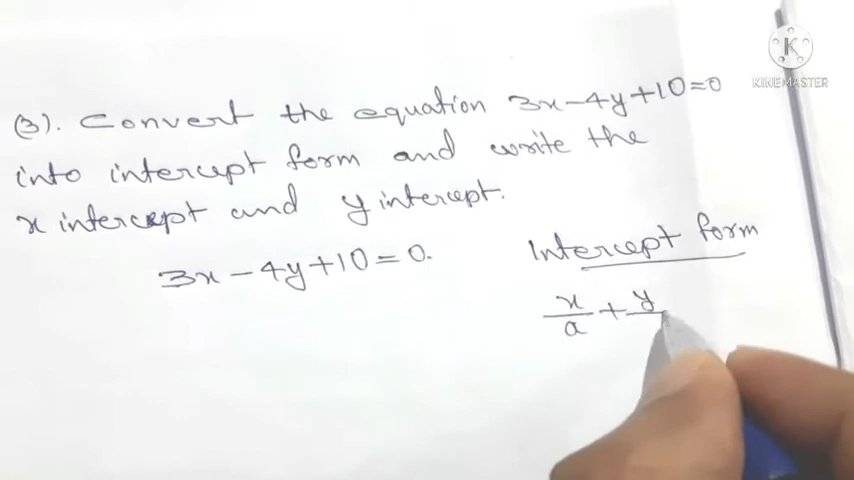 (3). Convert the equation 3x-4y+10=0
into intercept form and write the
x intercept and y intercept.
3x-4y+10=0.
Intercept form
x/a + y/
K
KINEMASTER